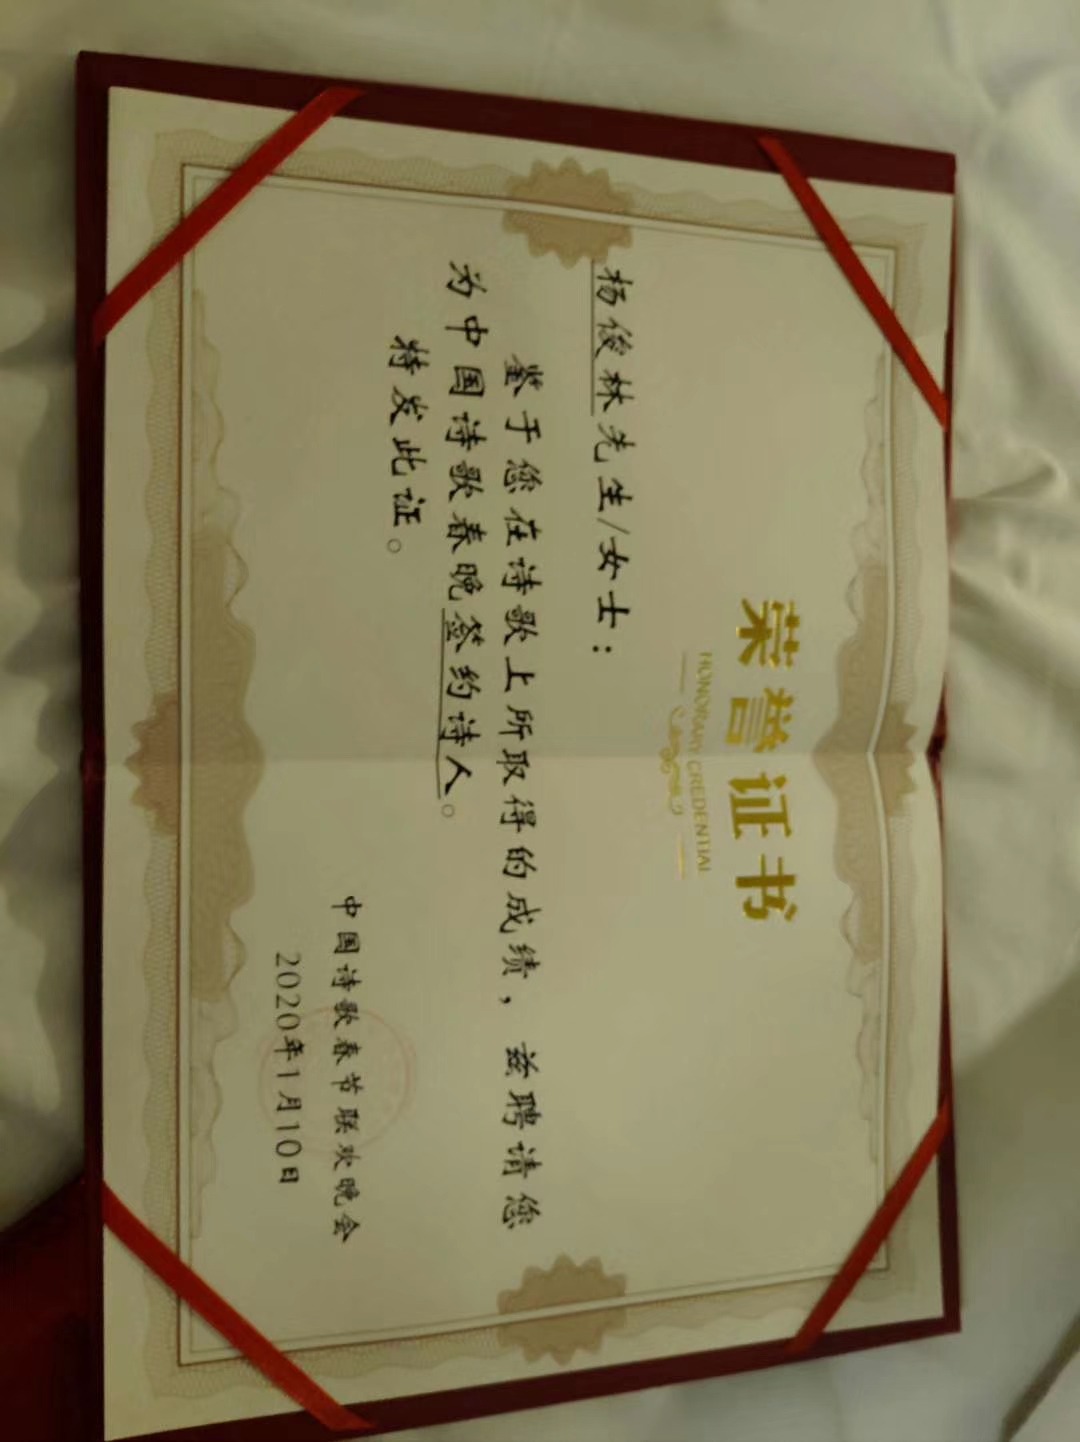 荣誉证书
HONORARY CREDENTIAL
杨俊林先生/女士：
鉴于您在诗歌上所取得的成绩，兹聘请您
为中国诗歌春晚签约诗人。
特发此证。
中国诗歌春节联欢晚会
2020年1月10日